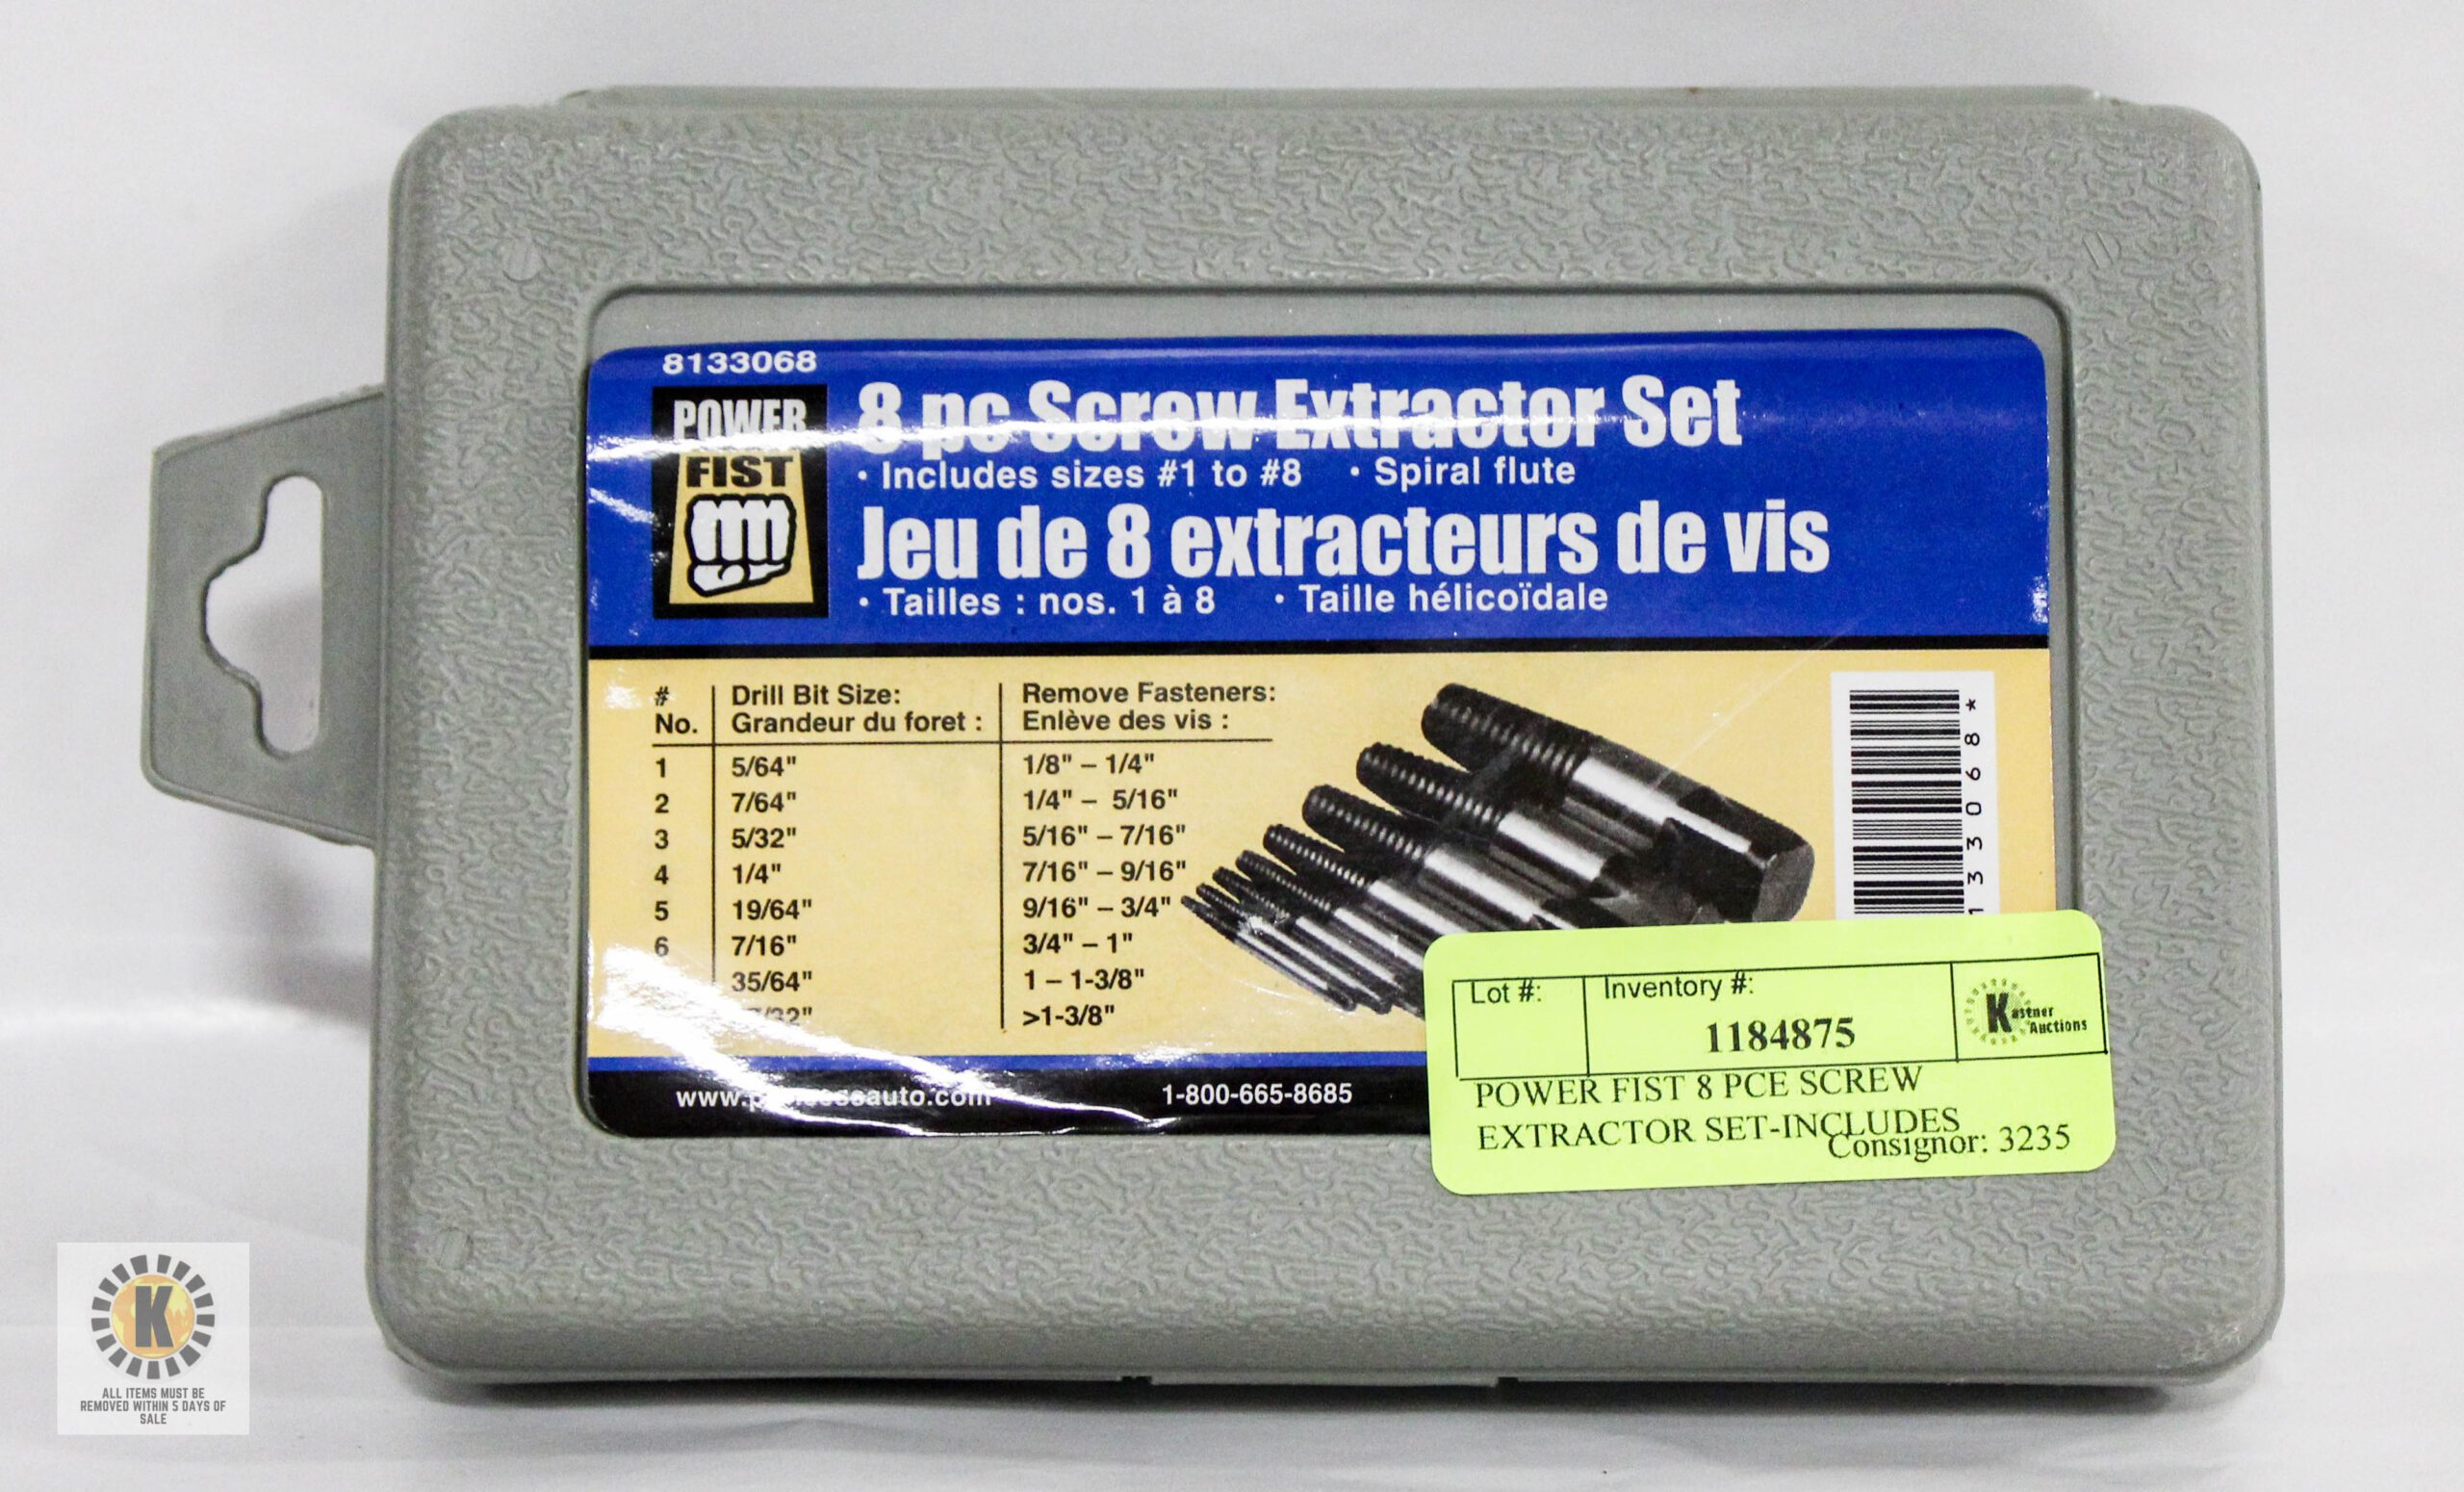 8133068
POWER
FIST
8 pc Screw Extractor Set
• Includes sizes #1 to #8 • Spiral flute
Jeu de 8 extracteurs de vis
• Tailles : nos. 1 à 8 • Taille hélicoïdale
# Drill Bit Size: Remove Fasteners:
No. Grandeur du foret : Enlève des vis :
1 5/64" 1/8" – 1/4"
2 7/64" 1/4" – 5/16"
3 5/32" 5/16" – 7/16"
4 1/4" 7/16" – 9/16"
5 19/64" 9/16" – 3/4"
6 7/16" 3/4" – 1"
35/64" 1 – 1-3/8"
>1-3/8"
1-800-665-8685
133068*
Lot #: Inventory #:
1184875
Kastner
Auctions
POWER FIST 8 PCE SCREW
EXTRACTOR SET-INCLUDES
Consignor: 3235
K
ALL ITEMS MUST BE
REMOVED WITHIN 5 DAYS OF
SALE